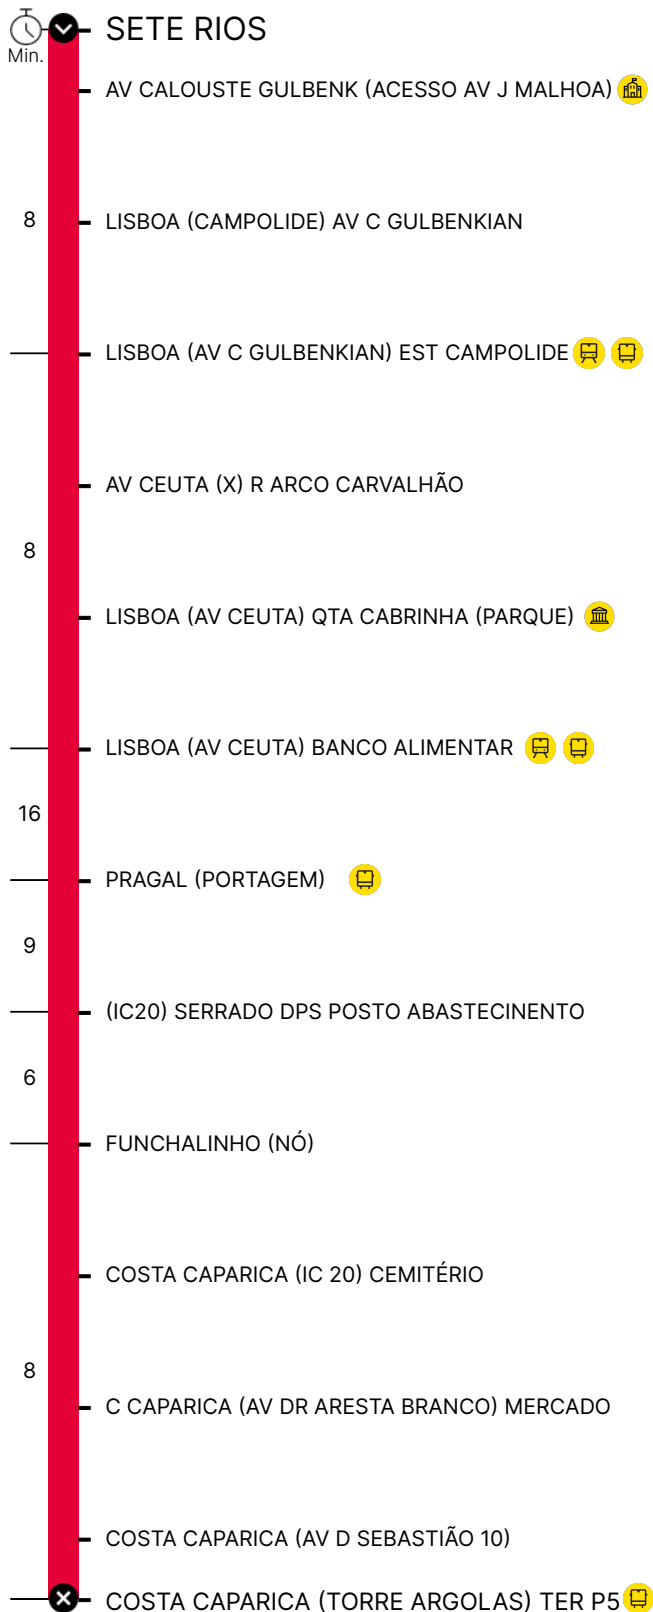 SETE RIOS
Min.
AV CALOUSTE GULBENK (ACESSO AV J MALHOA)
8
LISBOA (CAMPOLIDE) AV C GULBENKIAN
LISBOA (AV C GULBENKIAN) EST CAMPOLIDE
AV CEUTA (X) R ARCO CARVALHÃO
8
LISBOA (AV CEUTA) QTA CABRINHA (PARQUE)
LISBOA (AV CEUTA) BANCO ALIMENTAR
16
PRAGAL (PORTAGEM)
9
(IC20) SERRADO DPS POSTO ABASTECINENTO
6
FUNCHALINHO (NÓ)
COSTA CAPARICA (IC 20) CEMITÉRIO
8
C CAPARICA (AV DR ARESTA BRANCO) MERCADO
COSTA CAPARICA (AV D SEBASTIÃO 10)
COSTA CAPARICA (TORRE ARGOLAS) TER P5